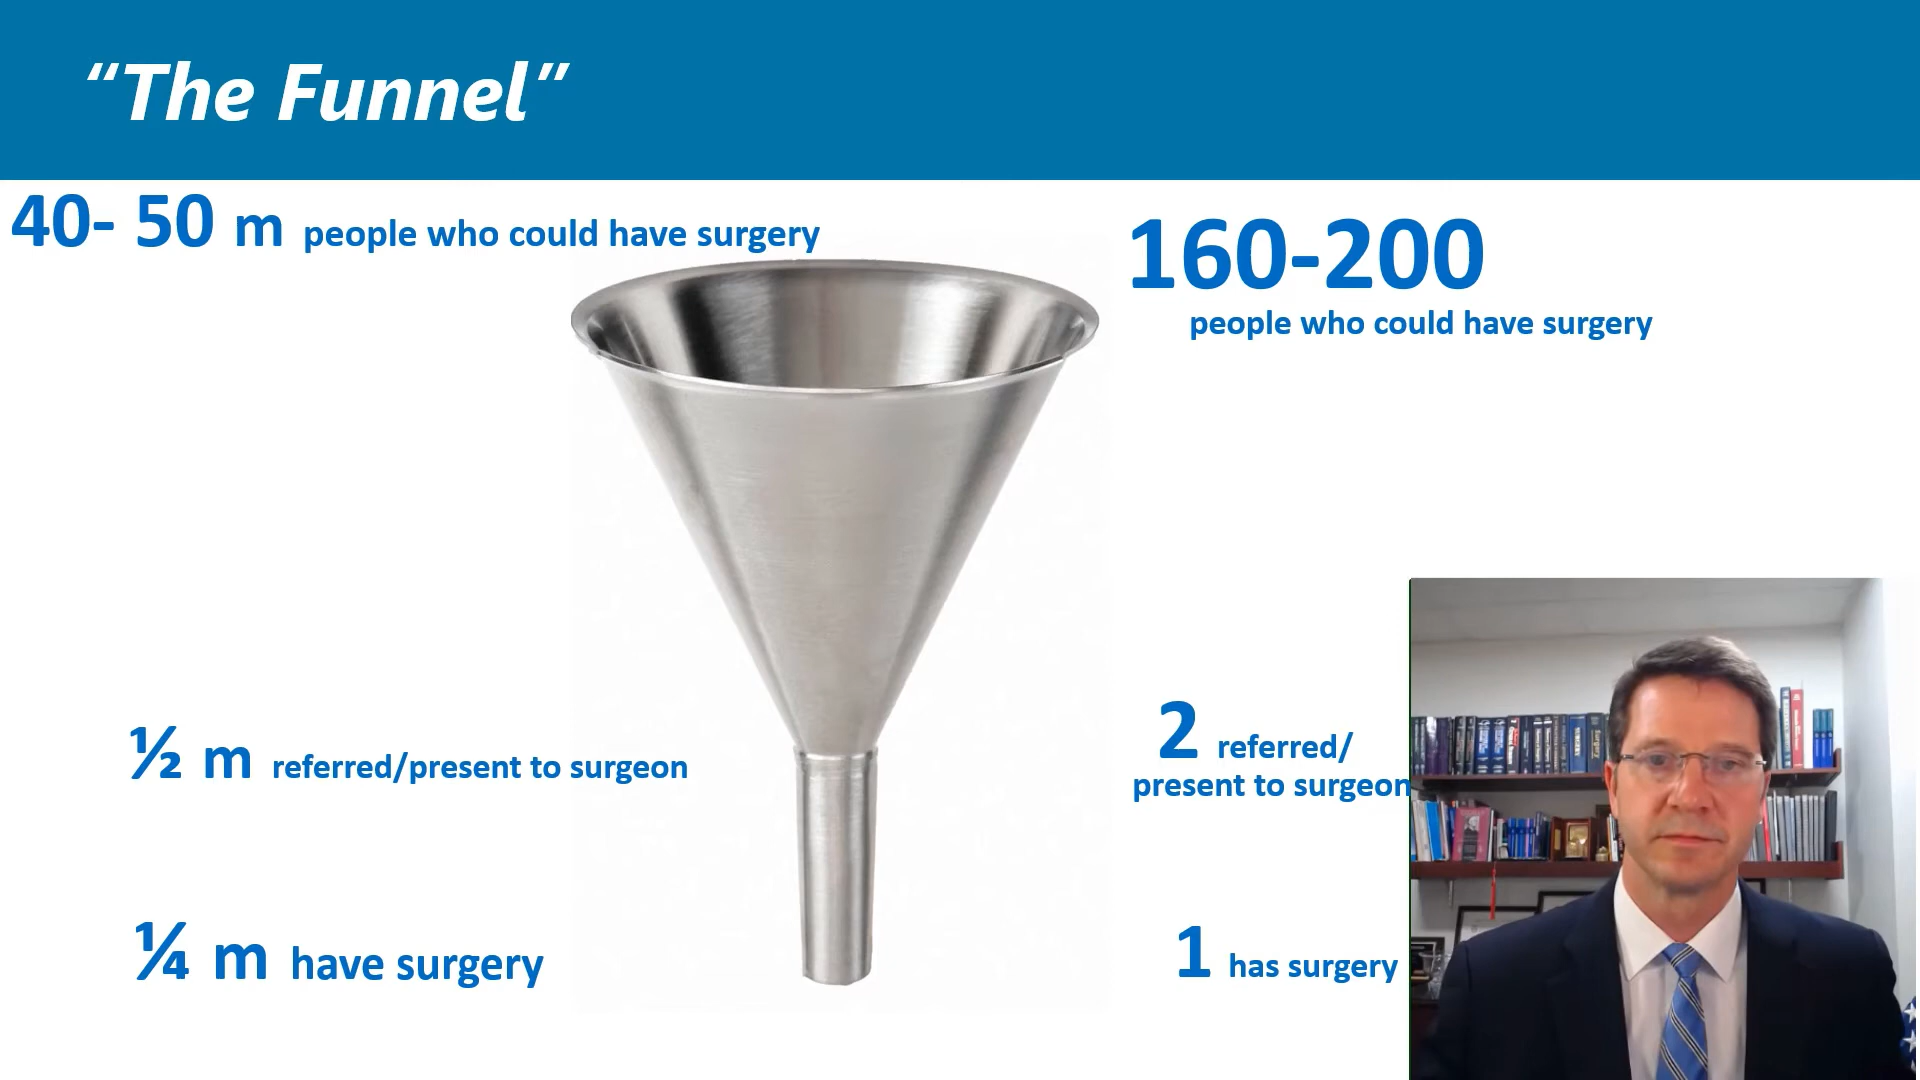 “The Funnel”
40- 50 m people who could have surgery
160-200
people who could have surgery
½ m referred/present to surgeon
2 referred/
present to surgeon
¼ m have surgery
1 has surgery